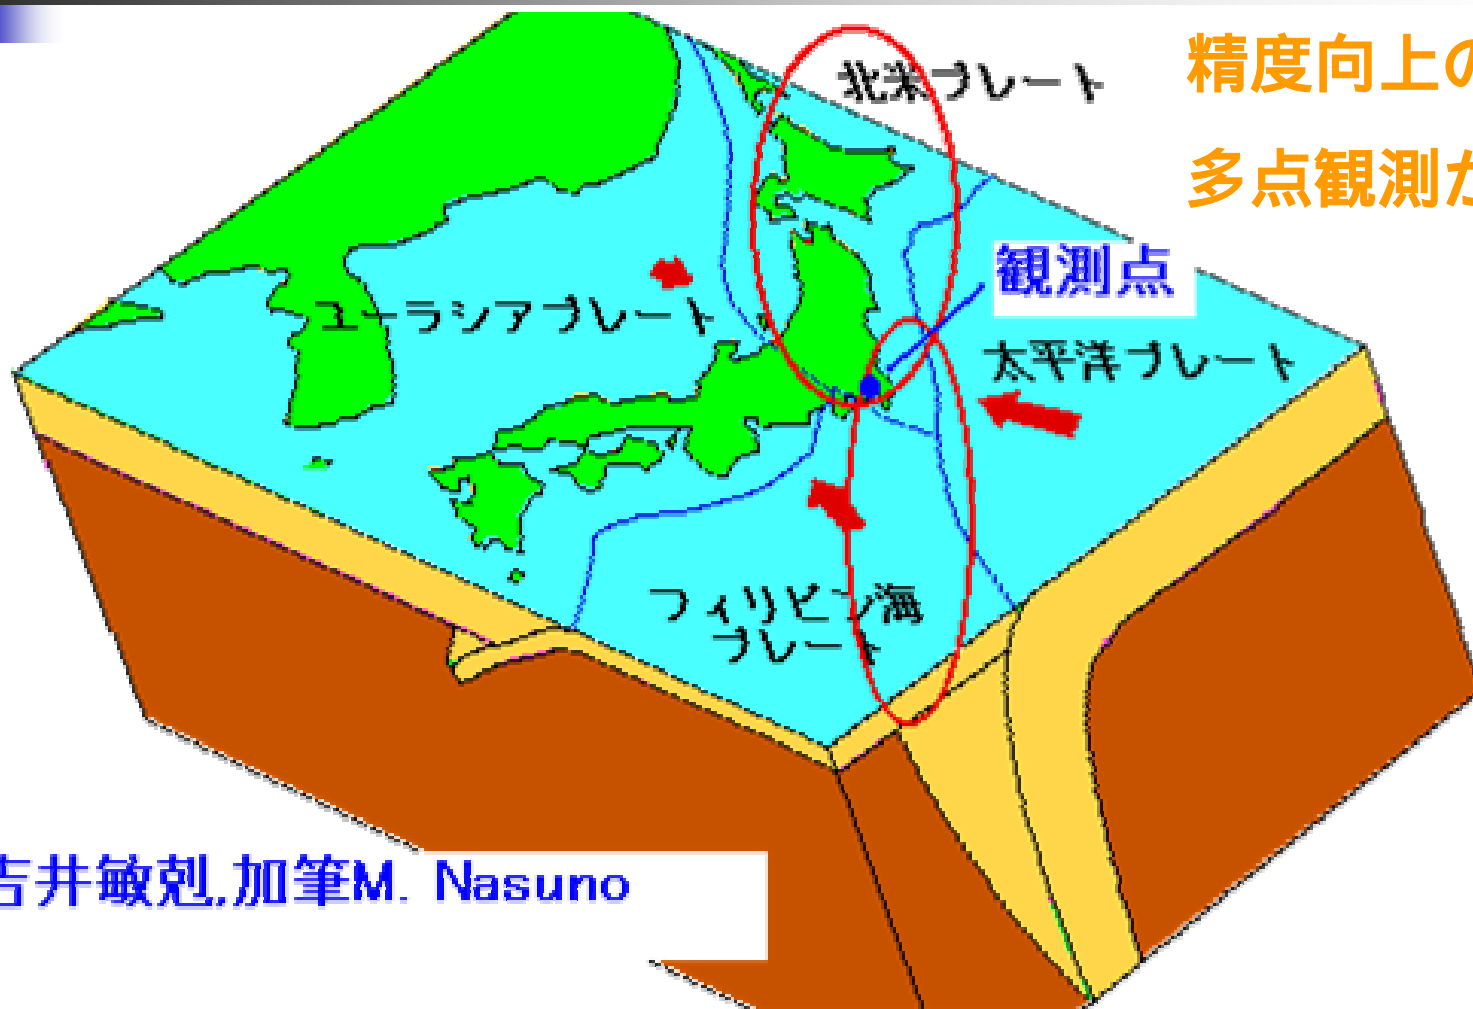 精度向上の
多点観測か
北米プレート
観測点
ユーラシアプレート
太平洋プレート
フィリピン海
プレート
吉井敏尅,加筆M. Nasuno